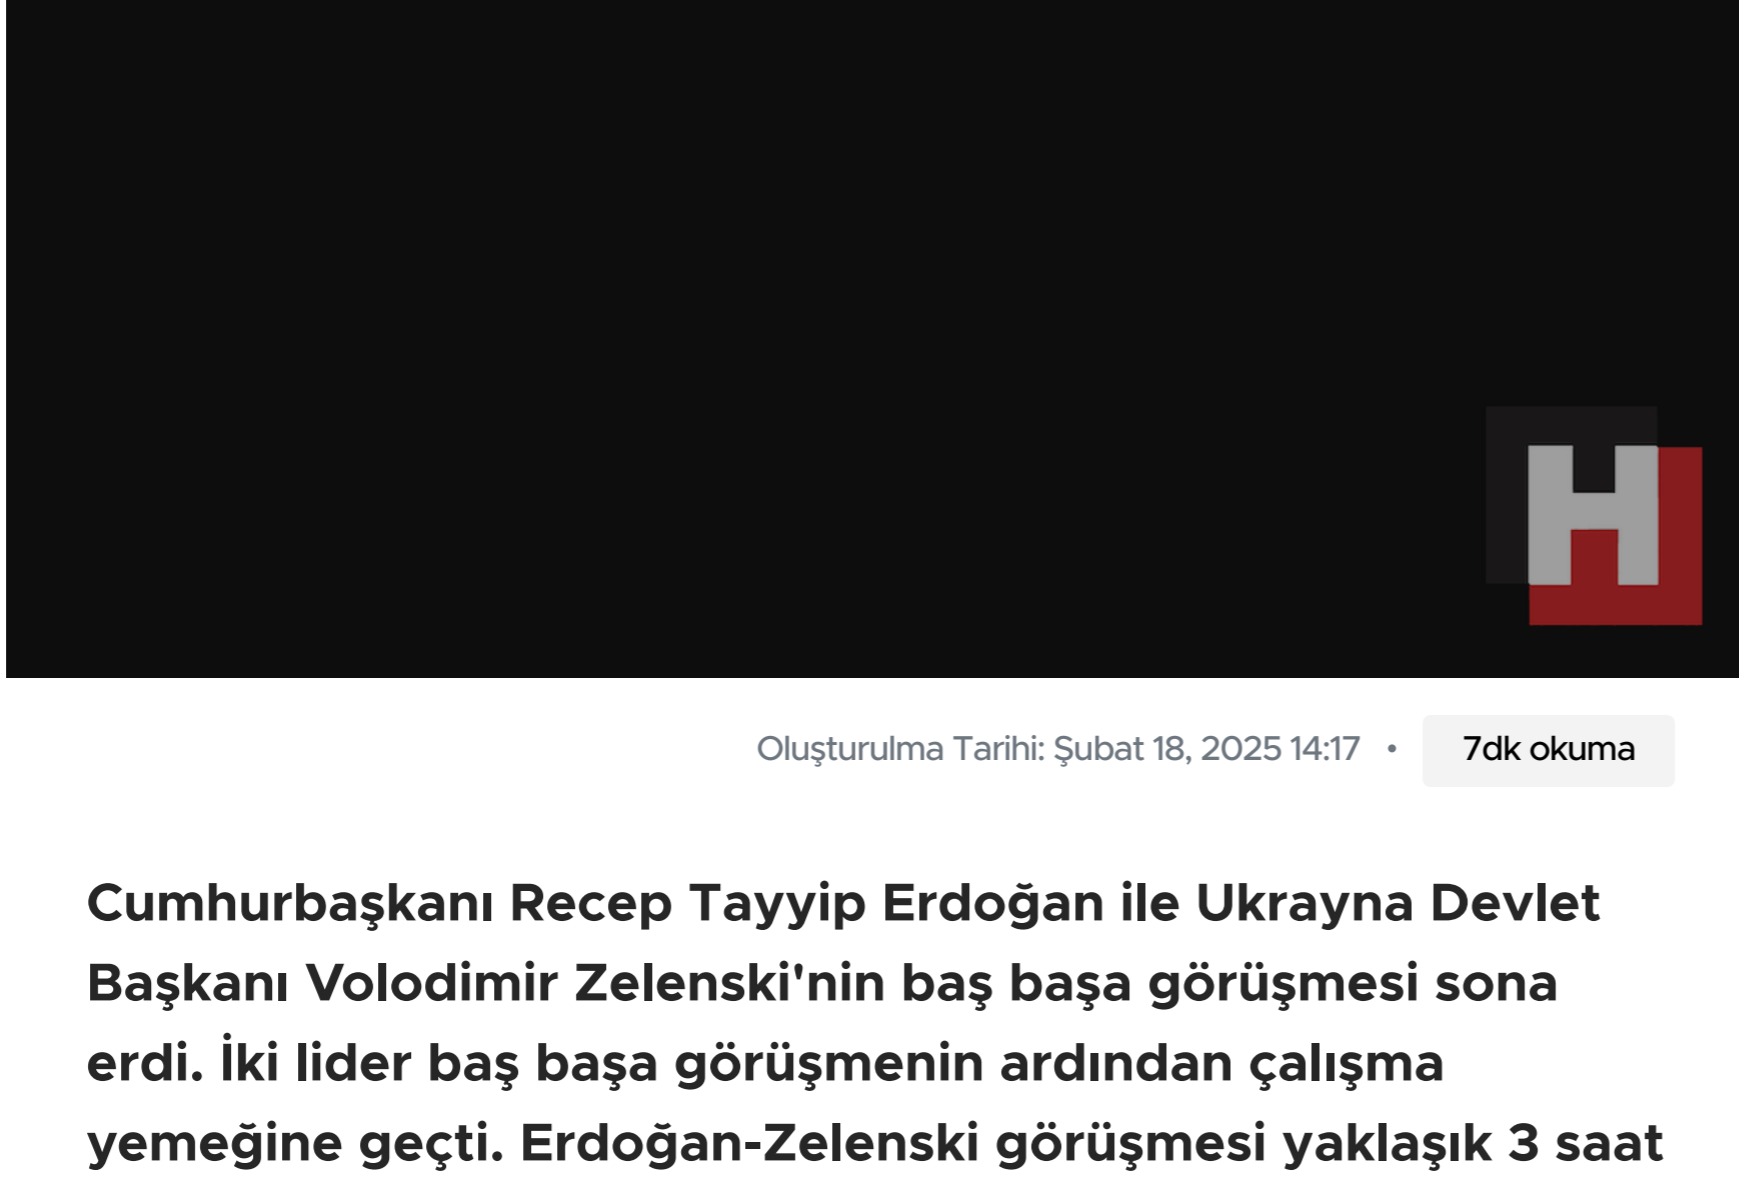 H
Oluşturulma Tarihi: Şubat 18, 2025 14:17 • 7dk okuma
Cumhurbaşkanı Recep Tayyip Erdoğan ile Ukrayna Devlet
Başkanı Volodimir Zelenski'nin baş başa görüşmesi sona
erdi. İki lider baş başa görüşmenin ardından çalışma
yemeğine geçti. Erdoğan-Zelenski görüşmesi yaklaşık 3 saat